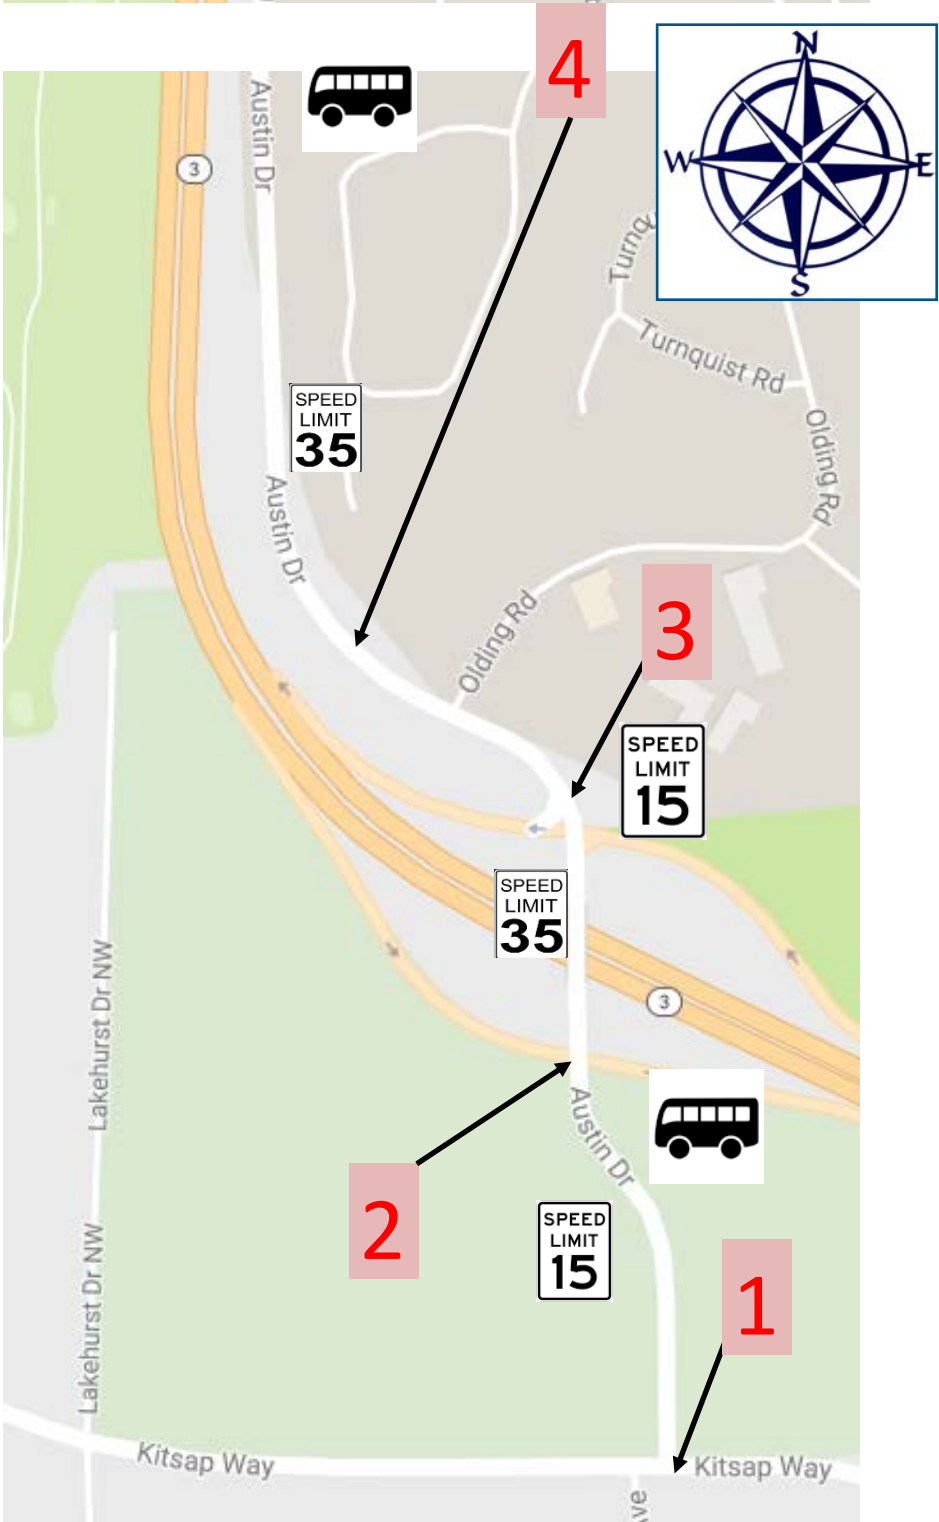 4
N
W
E
S
Austin Dr
3
Turnq
Turnquist Rd
SPEED
LIMIT
35
Olding Rd
Austin Dr
3
Olding Rd
SPEED
LIMIT
15
SPEED
LIMIT
35
Lakehurst Dr NW
3
Austin Dr
2
SPEED
LIMIT
15
Lakehurst Dr NW
1
Kitsap Way
Kitsap Way
Ave